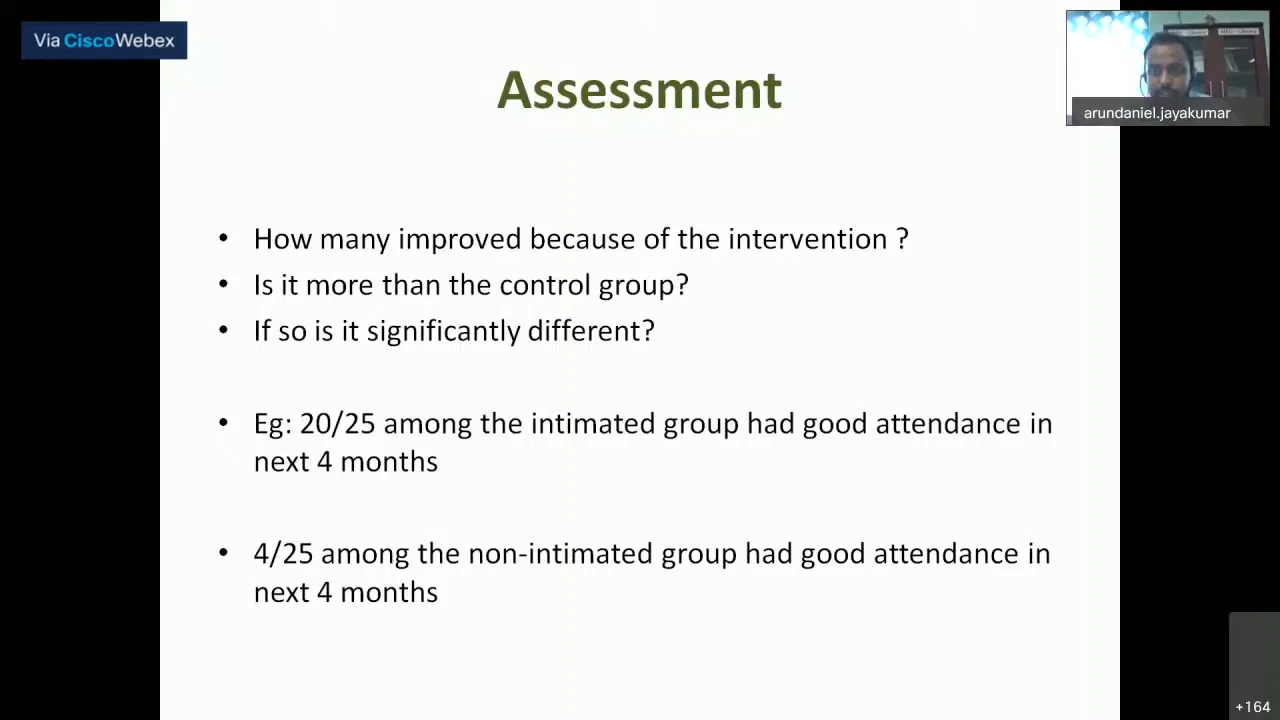 Via CiscoWebex
arundaniel.jayakumar
Assessment
• How many improved because of the intervention ?
• Is it more than the control group?
• If so is it significantly different?
• Eg: 20/25 among the intimated group had good attendance in
next 4 months
• 4/25 among the non-intimated group had good attendance in
next 4 months
+164